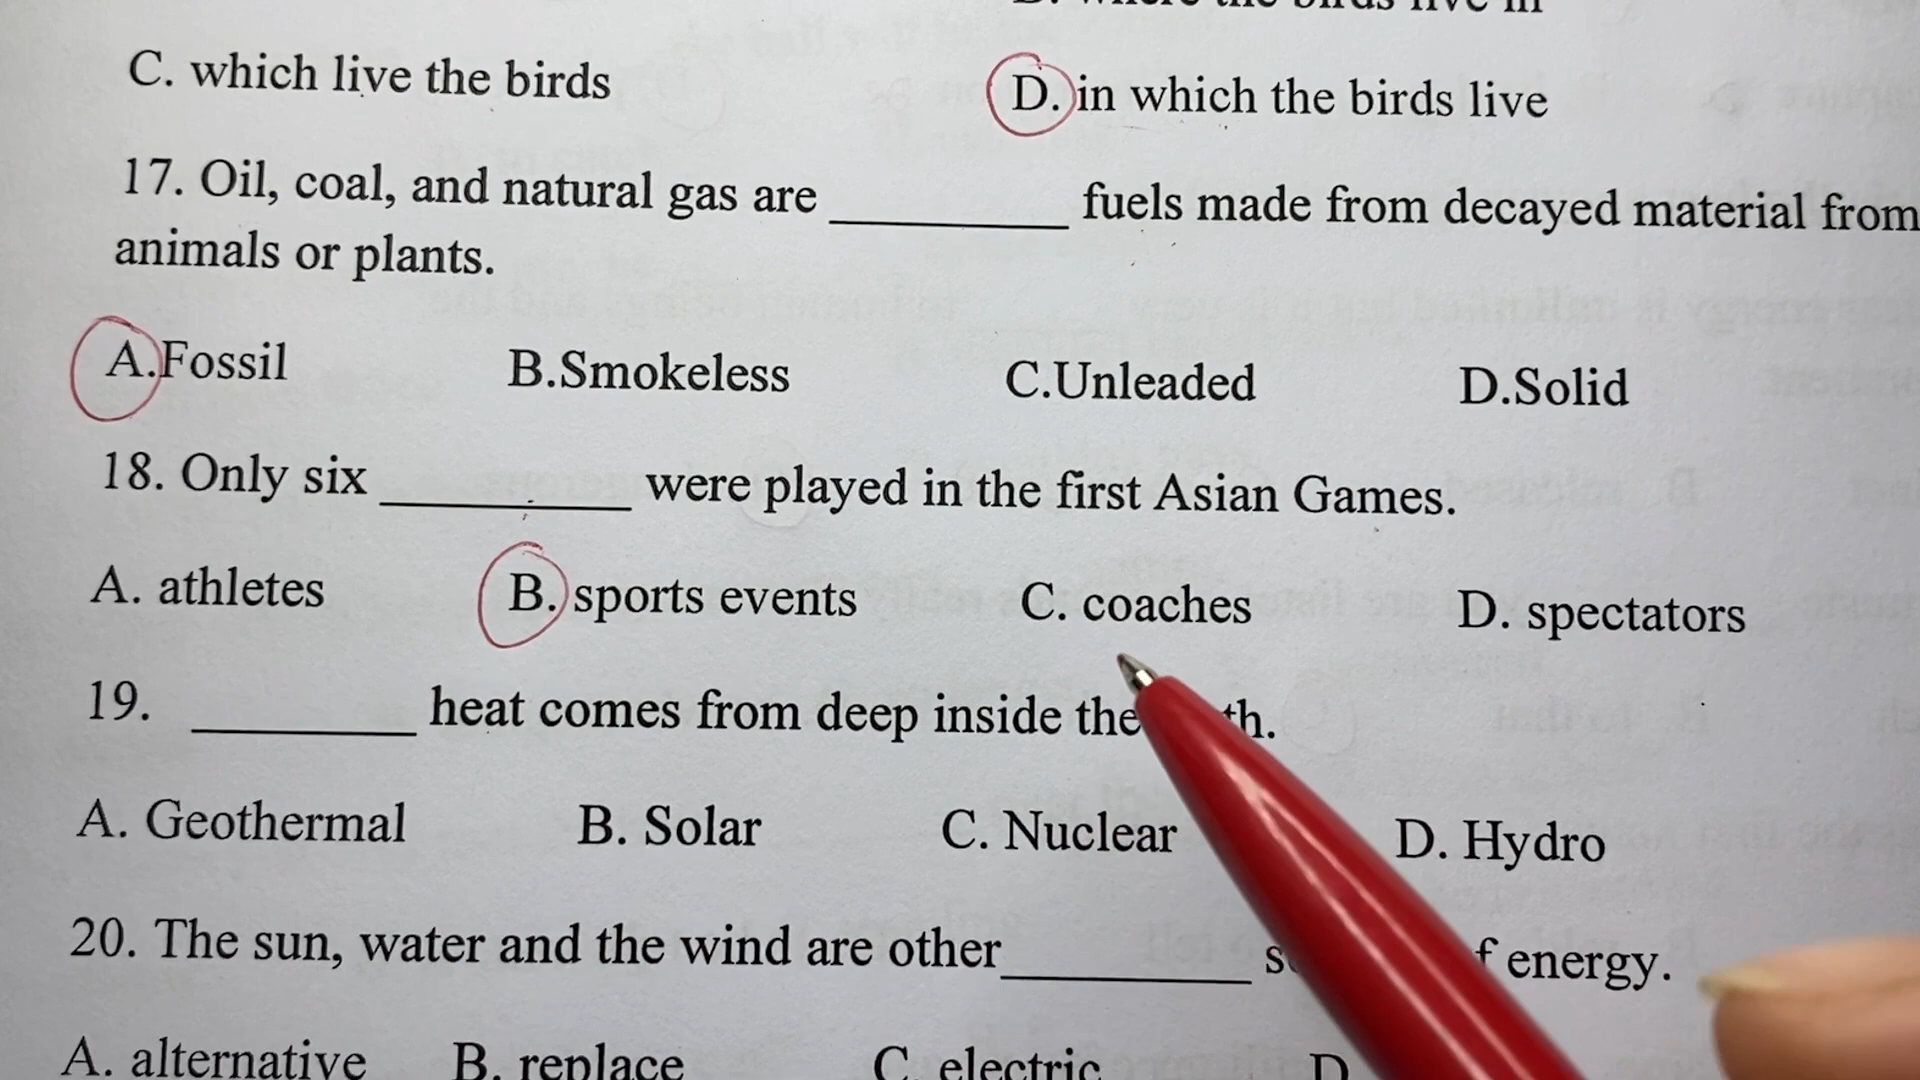 C. which live the birds
D. in which the birds live
17. Oil, coal, and natural gas are __________ fuels made from decayed material from
animals or plants.
A.Fossil B.Smokeless C.Unleaded D.Solid
18. Only six __________ were played in the first Asian Games.
A. athletes B. sports events C. coaches D. spectators
19. __________ heat comes from deep inside the
A. Geothermal B. Solar C. Nuclear D. Hydro
20. The sun, water and the wind are other__________ energy.
A. alternative B. replace C. electric D.